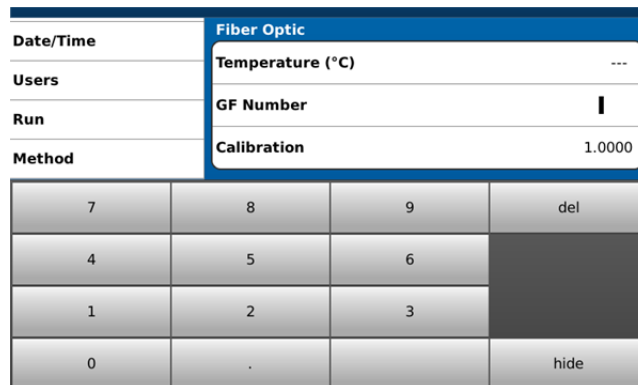 Date/Time
Users
Run
Method
Fiber Optic
Temperature (°C) ---
GF Number
Calibration 1.0000
7 8 9 del
4 5 6
1 2 3
0 . hide